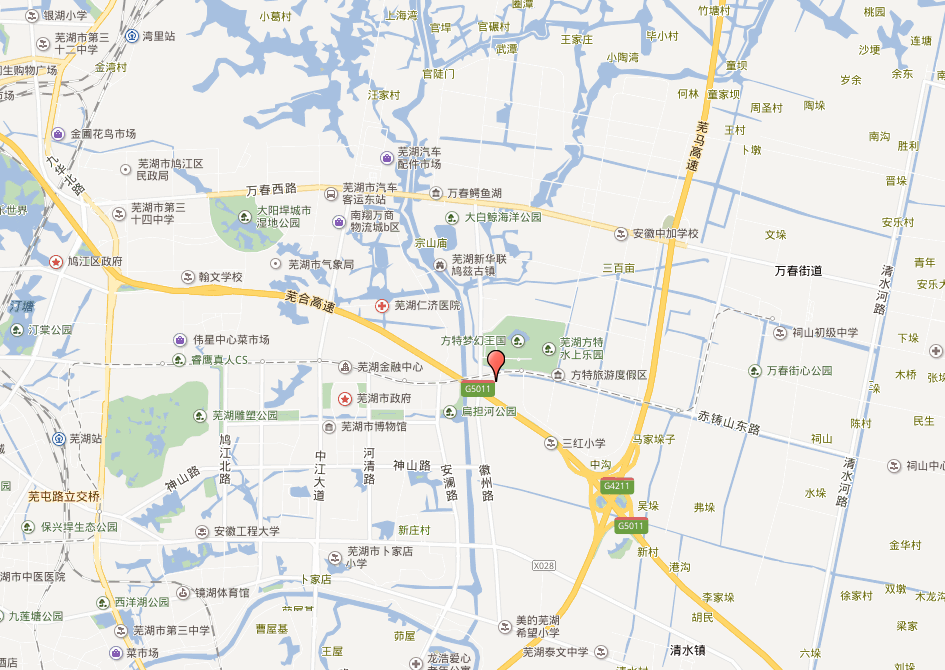 银湖小学
小葛村
上海湾
圈潭
竹塘村
桃园
芜湖市第三
十二中学
湾里站
官埂
官碾村
王家庄
毕小村
连塘
武潭
小陶湾
沙埂
金湾村
官陡门
童坝
岁余
余东
汪家村
何林
董家坝
周圣村
陶垛
金圃花鸟市场
芜马高速
王村
南沟
胜利
卜墩
九华北路
芜湖市鸠江区
民政局
芜湖汽车
配件市场
晋垛
万春西路
芜湖市汽车
客运东站
万春鳄鱼湖
芜湖市第三
十四中学
大阳垾城市
湿地公园
南翔万商
物流城b区
大白鲸海洋公园
安徽中加学校
文垛
安乐村
宗山庙
鸠江区政府
芜湖市气象局
芜湖新华联
鸠兹古镇
三百亩
万春街道
青年
翰文学校
清水河路
芜合高速
芜湖仁济医院
汀塘
汀棠公园
伟星中心菜市场
方特梦幻王国
芜湖方特
水上乐园
祠山初级中学
下垛
睿鹰真人CS
芜湖金融中心
方特旅游度假区
万春街心公园
木桥
G5011
芜湖市政府
扁担河公园
芜湖雕塑公园
芜湖市博物馆
赤铸山东路
陈村
民生
芜湖站
鸠江北路
三红小学
马家垛子
祠山
神山路
中江大道
河清路
神山路
安澜路
徽州路
中沟
清水河路
G4211
芜屯路立交桥
水垛
吴垛
弗垛
保兴垾生态公园
安徽工程大学
新庄村
G5011
新村
金华村
芜湖市卜家店
小学
X028
港沟
卜家店
镜湖体育馆
李家垛
徐家村
双墩
木龙沟
西洋湖公园
胡民
九莲塘公园
芜湖市第三中学
曹屋基
茆屋
美的芜湖
希望小学
梁家
菜市场
王屋
龙浩爱心
芜湖泰文中学
清水镇
六垛